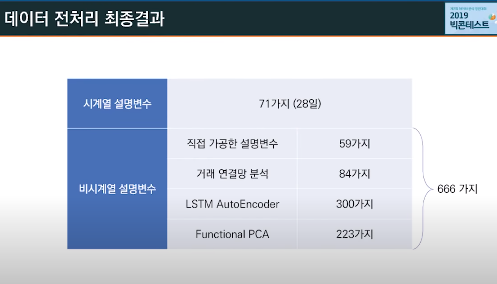 데이터 전처리 최종결과
2019
빅콘테스트
시계열 설명변수
71가지 (28일)
비시계열 설명변수
직접 가공한 설명변수
59가지
거래 연결망 분석
84가지
LSTM AutoEncoder
300가지
Functional PCA
223가지
666 가지